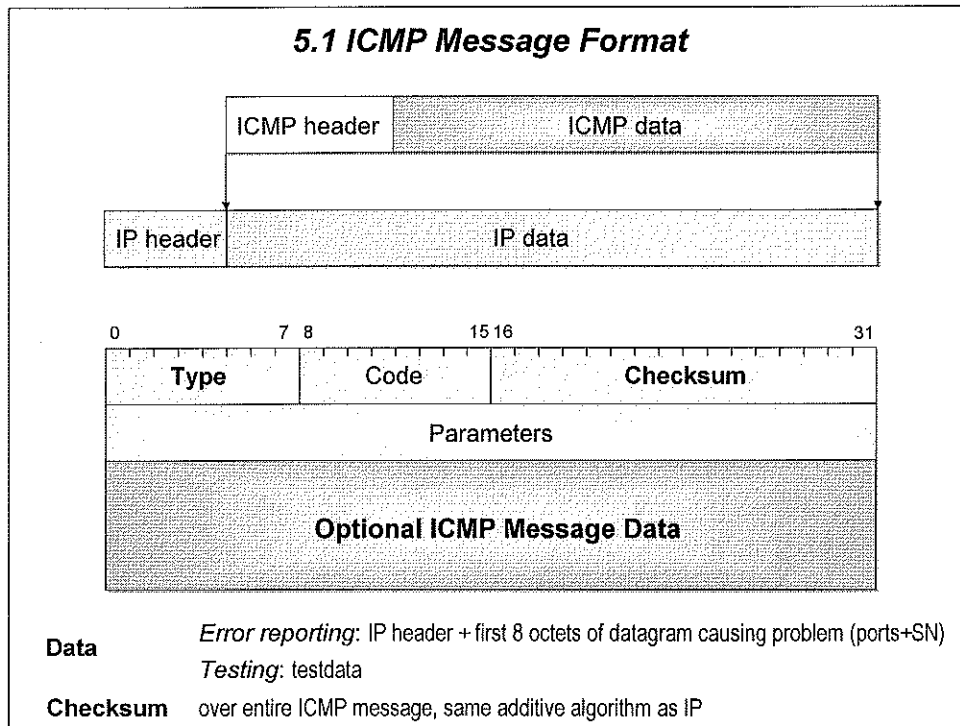 5.1 ICMP Message Format
ICMP header ICMP data
IP header IP data
0 7 8 15 16 31
Type Code Checksum
Parameters
Optional ICMP Message Data
Data Error reporting: IP header + first 8 octets of datagram causing problem (ports+SN)
Testing: testdata
Checksum over entire ICMP message, same additive algorithm as IP